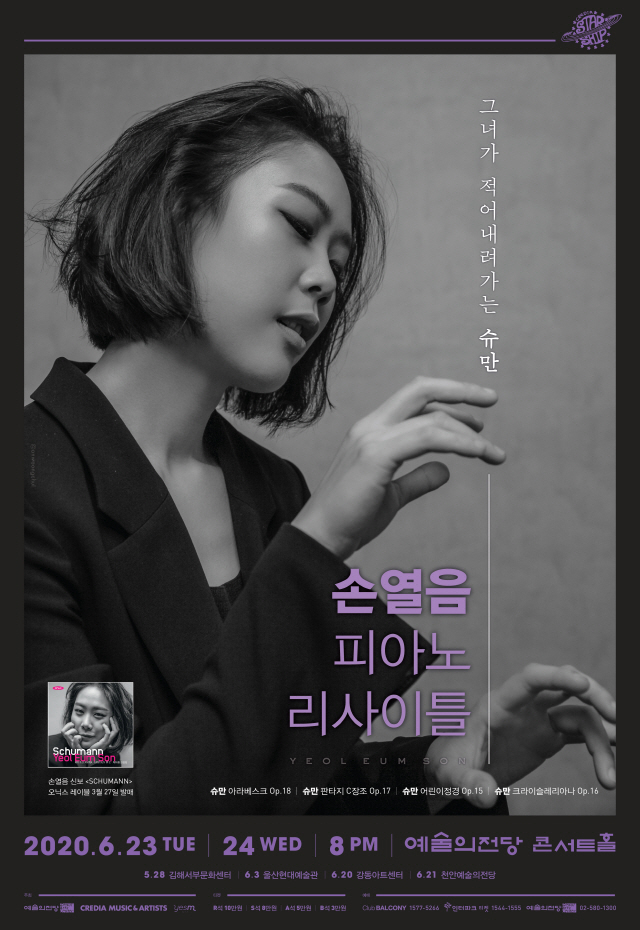 STAR
SHIP
그녀가 적어내려가는 슈만
손열음
피아노
리사이틀
YEOL EUM SON
Schumann
Yeol Eum Son
손열음 신보 <SCHUMANN>
오닉스 레이블 3월 27일 발매
슈만 아라베스크 Op.18 | 슈만 판타지 C장조 Op.17 | 슈만 어린이정경 Op.15 | 슈만 크라이슬레리아나 Op.16
2020.6.23 TUE | 24 WED | 8 PM | 예술의전당 콘서트홀
5.28 김해서부문화센터 | 6.3 울산현대예술관 | 6.20 강동아트센터 | 6.21 천안예술의전당
예술의전당 CREDIA MUSIC & ARTISTS yesm R석 10만원 | S석 8만원 | A석 5만원 | B석 3만원 Club BALCONY 1577-5266 인터파크 티켓 1544-1555 예술의전당 02-580-1300